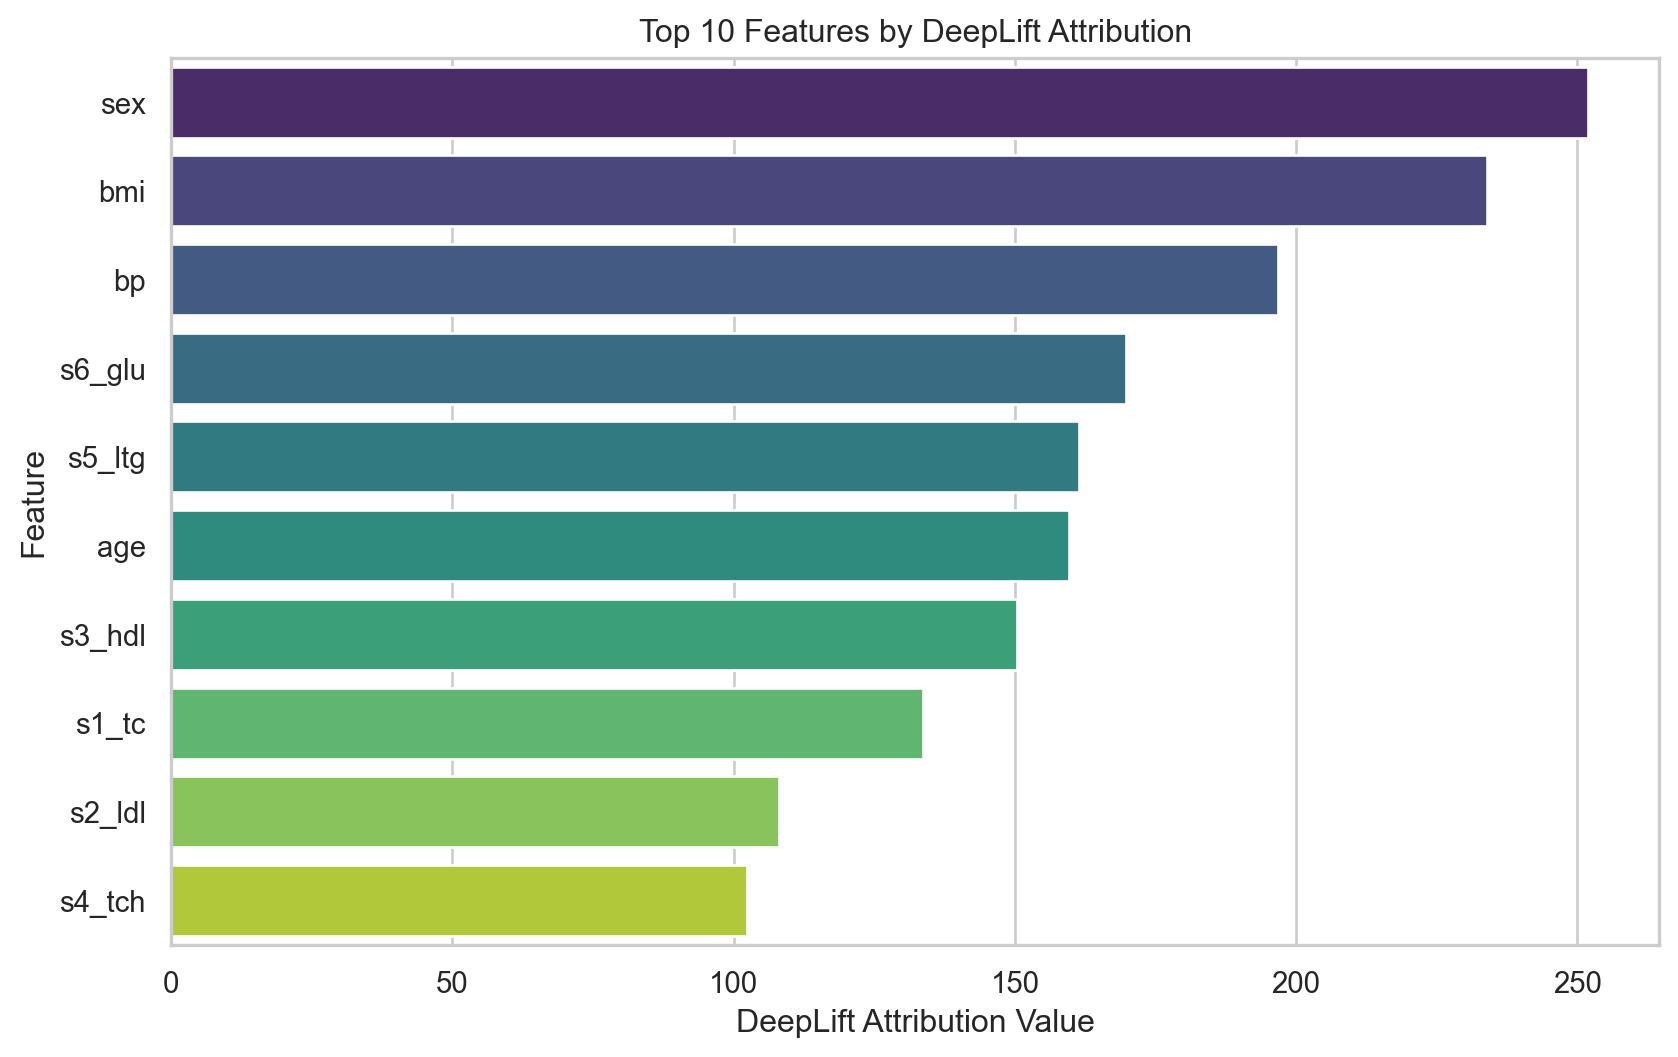 Top 10 Features by DeepLift Attribution
sex
bmi
bp
s6_glu
s5_ltg
age
s3_hdl
s1_tc
s2_ldl
s4_tch
Feature
0 50 100 150 200 250
DeepLift Attribution Value